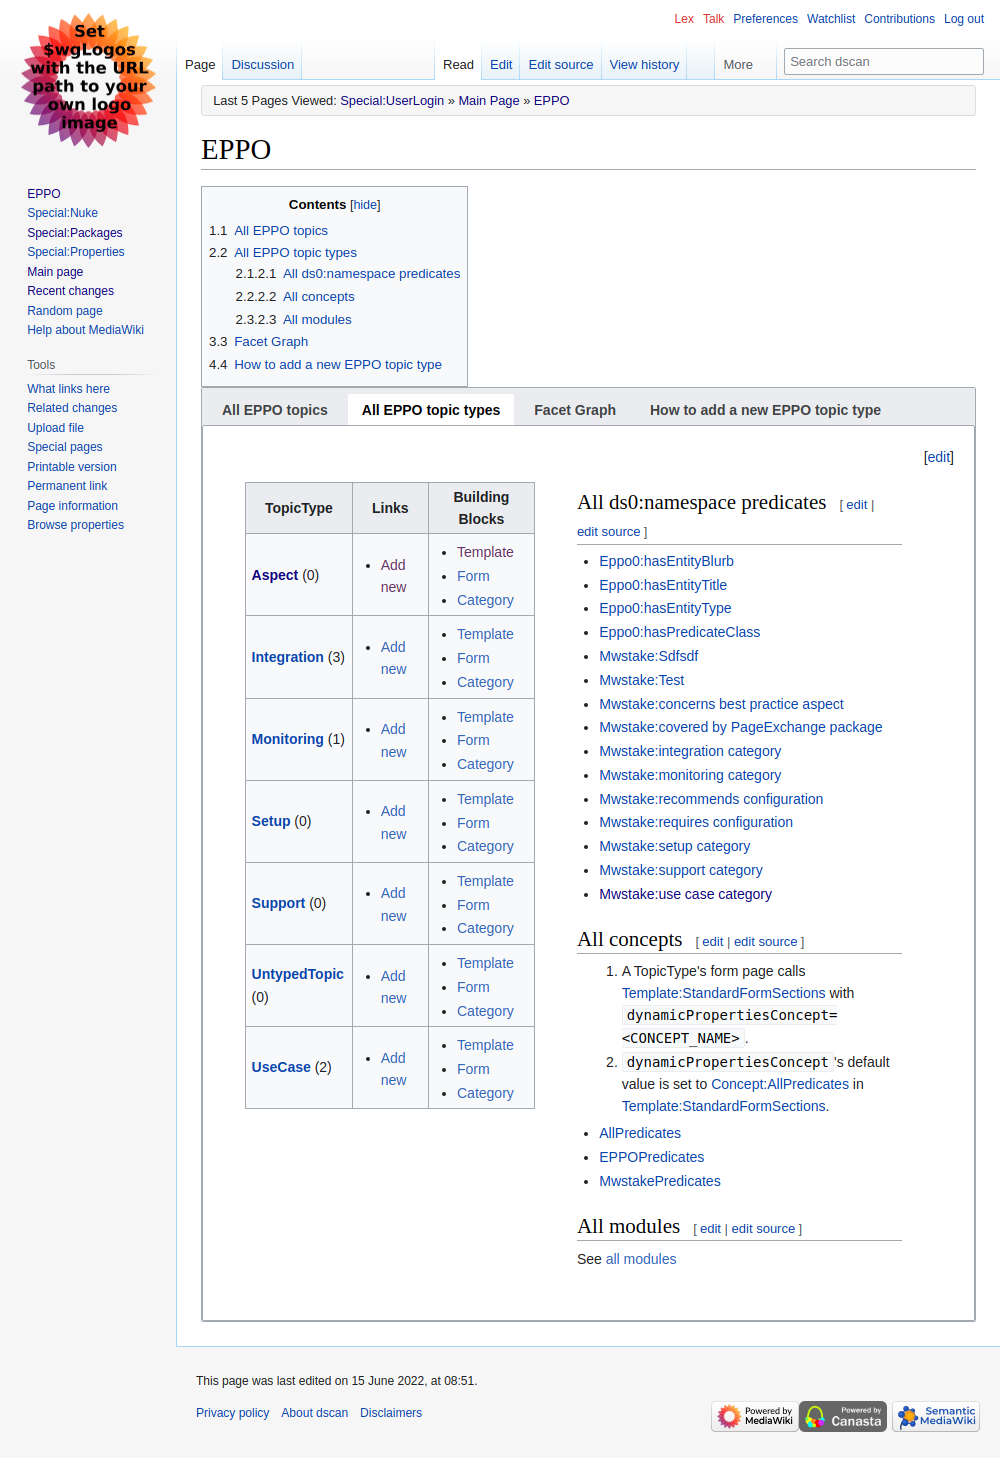 Set
$wgLogos
with the URL
path to your
own logo
image
Lex Talk Preferences Watchlist Contributions Log out
Page Discussion Read Edit Edit source View history More Search dscan
Last 5 Pages Viewed: Special:UserLogin » Main Page » EPPO
EPPO
EPPO
Special:Nuke
Special:Packages
Special:Properties
Main page
Recent changes
Random page
Help about MediaWiki
Tools
What links here
Related changes
Upload file
Special pages
Printable version
Permanent link
Page information
Browse properties
Contents [hide]
1.1 All EPPO topics
2.2 All EPPO topic types
2.1.2.1 All ds0:namespace predicates
2.2.2.2 All concepts
2.3.2.3 All modules
3.3 Facet Graph
4.4 How to add a new EPPO topic type
All EPPO topics All EPPO topic types Facet Graph How to add a new EPPO topic type
[edit]
TopicType Links Building
Blocks
Aspect (0)
Add
new
Template
Form
Category
Integration (3)
Add
new
Template
Form
Category
Monitoring (1)
Add
new
Template
Form
Category
Setup (0)
Add
new
Template
Form
Category
Support (0)
Add
new
Template
Form
Category
UntypedTopic
(0)
Add
new
Template
Form
Category
UseCase (2)
Add
new
Template
Form
Category
All ds0:namespace predicates [ edit |
edit source ]
Eppo0:hasEntityBlurb
Eppo0:hasEntityTitle
Eppo0:hasEntityType
Eppo0:hasPredicateClass
Mwstake:Sdfsdf
Mwstake:Test
Mwstake:concerns best practice aspect
Mwstake:covered by PageExchange package
Mwstake:integration category
Mwstake:monitoring category
Mwstake:recommends configuration
Mwstake:requires configuration
Mwstake:setup category
Mwstake:support category
Mwstake:use case category
All concepts [ edit | edit source ]
1. A TopicType's form page calls
Template:StandardFormSections with
dynamicPropertiesConcept=
<CONCEPT_NAME> .
2. dynamicPropertiesConcept 's default
value is set to Concept:AllPredicates in
Template:StandardFormSections.
AllPredicates
EPPOPredicates
MwstakePredicates
All modules [ edit | edit source ]
See all modules
This page was last edited on 15 June 2022, at 08:51.
Privacy policy About dscan Disclaimers
Powered by
MediaWiki
Powered by
Canasta
Semantic
MediaWiki